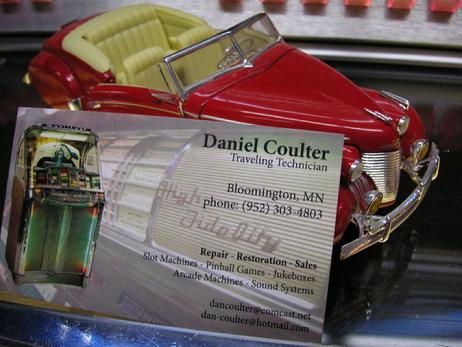 Daniel Coulter
Traveling Technician
Bloomington, MN
phone: (952) 303-4803
High
Fidelity
Repair - Restoration - Sales
Slot Machines - Pinball Games - Jukeboxes
Arcade Machines - Sound Systems
dancoulter@comcast.net
dan-coulter@hotmail.com